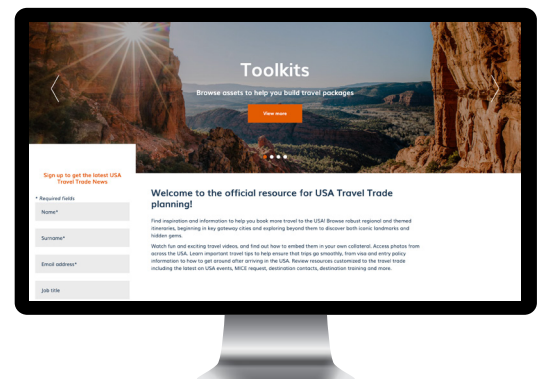 Toolkits
Browse assets to help you build travel packages
View more
Sign up to get the latest USA
Travel Trade News
* Required fields
Name*
Surname*
Email address*
Job title
Welcome to the official resource for USA Travel Trade
planning!
Find inspiration and information to help you book more travel to the USA! Browse robust regional and themed
itineraries, beginning in key gateway cities and exploring beyond them to discover both iconic landmarks and
hidden gems.
Watch fun and exciting travel videos, and find out how to embed them in your own collateral. Access photos from
across the USA. Learn important travel tips to help ensure that trips go smoothly, from visa and entry policy
information to how to get around after arriving in the USA. Review resources customized to the travel trade
including the latest on USA events, MICE request, destination contacts, destination training and more.